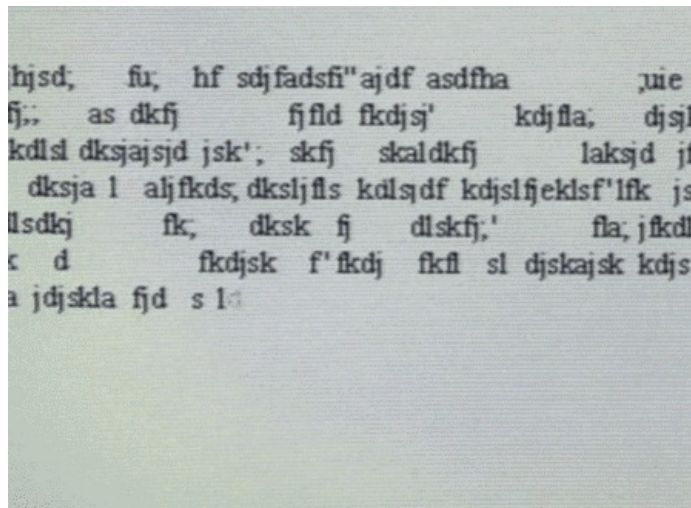 hjsd; fu; hf sdjfadsfi"ajdf asdfha ;uie
fj;; as dkfj fjfld fkdjsj' kdjfla; djsjl
kdlsl dksjajsjd jsk'; skfj skaldkfj laksjd jf
dksja l aljfkds; dksljfls kdlsjdf kdjslfjeklsf'lfk js
lsdkj fk; dksk fj dlskfj;' fla; jfkdl
d fkdjsk f'fkdj fkfl sl djskajsk kdjs
a jdjskla fjd s l